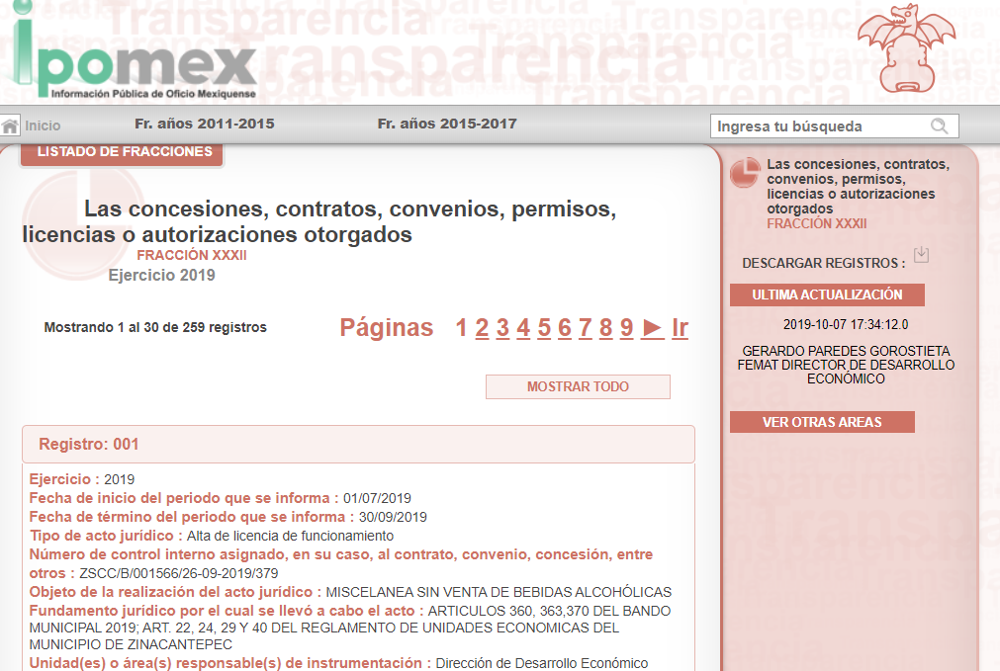 ipomex
Información Pública de Oficio Mexiquense
Transparencia
Transparencia
Transparencia
Inicio
Fr. años 2011-2015
Fr. años 2015-2017
Ingresa tu búsqueda
LISTADO DE FRACCIONES
Las concesiones, contratos, convenios, permisos,
licencias o autorizaciones otorgados
FRACCIÓN XXXII
Ejercicio 2019
Mostrando 1 al 30 de 259 registros
Páginas 1 2 3 4 5 6 7 8 9 ► Ir
MOSTRAR TODO
Registro: 001
Ejercicio : 2019
Fecha de inicio del periodo que se informa : 01/07/2019
Fecha de término del periodo que se informa : 30/09/2019
Tipo de acto jurídico : Alta de licencia de funcionamiento
Número de control interno asignado, en su caso, al contrato, convenio, concesión, entre
otros : ZSCC/B/001566/26-09-2019/379
Objeto de la realización del acto jurídico : MISCELANEA SIN VENTA DE BEBIDAS ALCOHÓLICAS
Fundamento jurídico por el cual se llevó a cabo el acto : ARTICULOS 360, 363,370 DEL BANDO
MUNICIPAL 2019; ART. 22, 24, 29 Y 40 DEL REGLAMENTO DE UNIDADES ECONOMICAS DEL
MUNICIPIO DE ZINACANTEPEC
Unidad(es) o área(s) responsable(s) de instrumentación : Dirección de Desarrollo Económico
Las concesiones, contratos,
convenios, permisos,
licencias o autorizaciones
otorgados
FRACCIÓN XXXII
DESCARGAR REGISTROS :
ULTIMA ACTUALIZACIÓN
2019-10-07 17:34:12.0
GERARDO PAREDES GOROSTIETA
FEMAT DIRECTOR DE DESARROLLO
ECONÓMICO
VER OTRAS AREAS